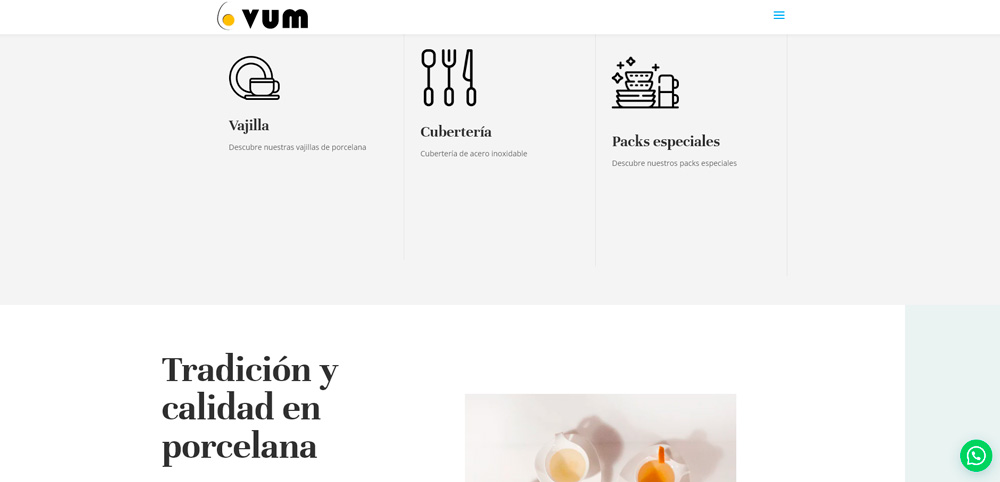 vum
Vajilla
Descubre nuestras vajillas de porcelana
Cubertería
Cubertería de acero inoxidable
Packs especiales
Descubre nuestros packs especiales
Tradición y
calidad en
porcelana